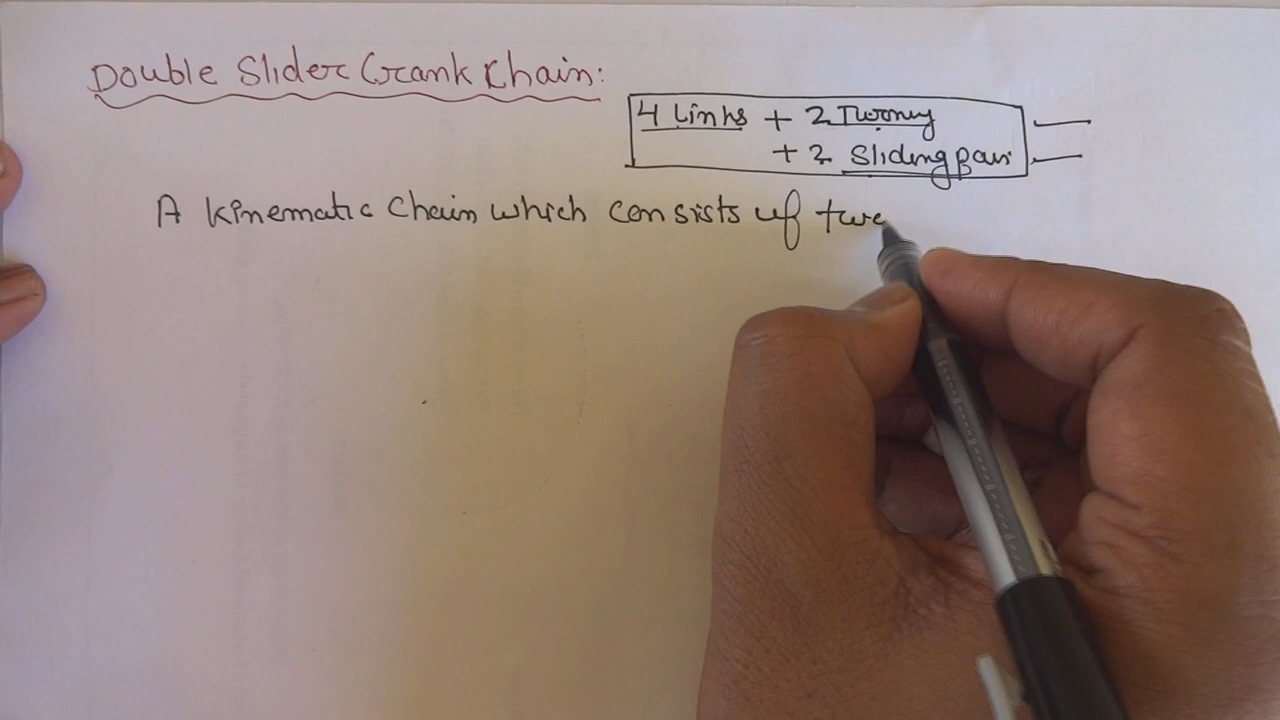 Double Slider Crank Chain:
4 Links + 2 Turning
+ 2 Sliding pair
A Kinematic Chain which consists of two